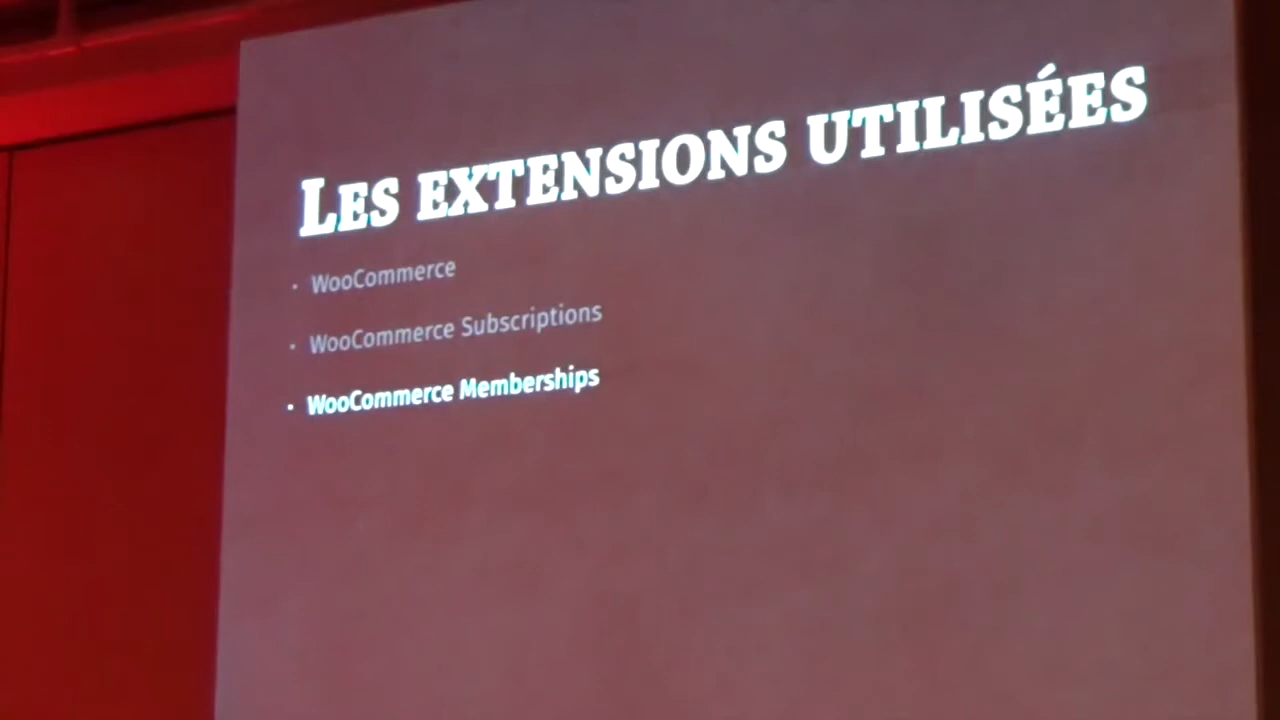 Les extensions utilisées
• WooCommerce
• WooCommerce Subscriptions
• WooCommerce Memberships